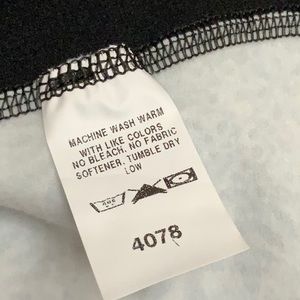 MACHINE WASH WARM
WITH LIKE COLORS
NO BLEACH. NO FABRIC
SOFTENER. TUMBLE DRY
LOW
4078